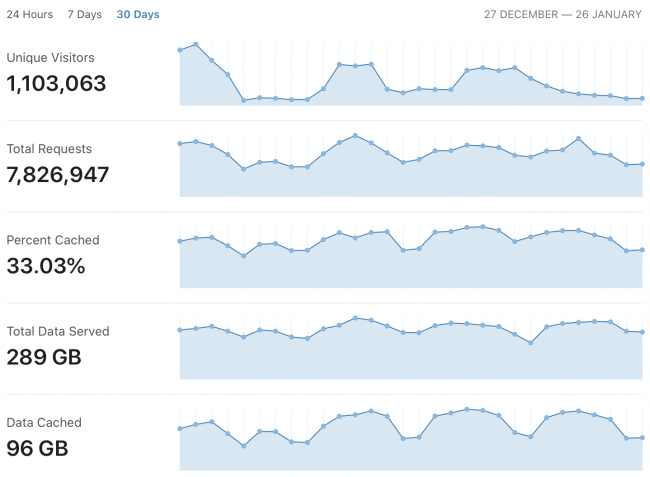 24 Hours 7 Days 30 Days 27 DECEMBER — 26 JANUARY
Unique Visitors
1,103,063
Total Requests
7,826,947
Percent Cached
33.03%
Total Data Served
289 GB
Data Cached
96 GB